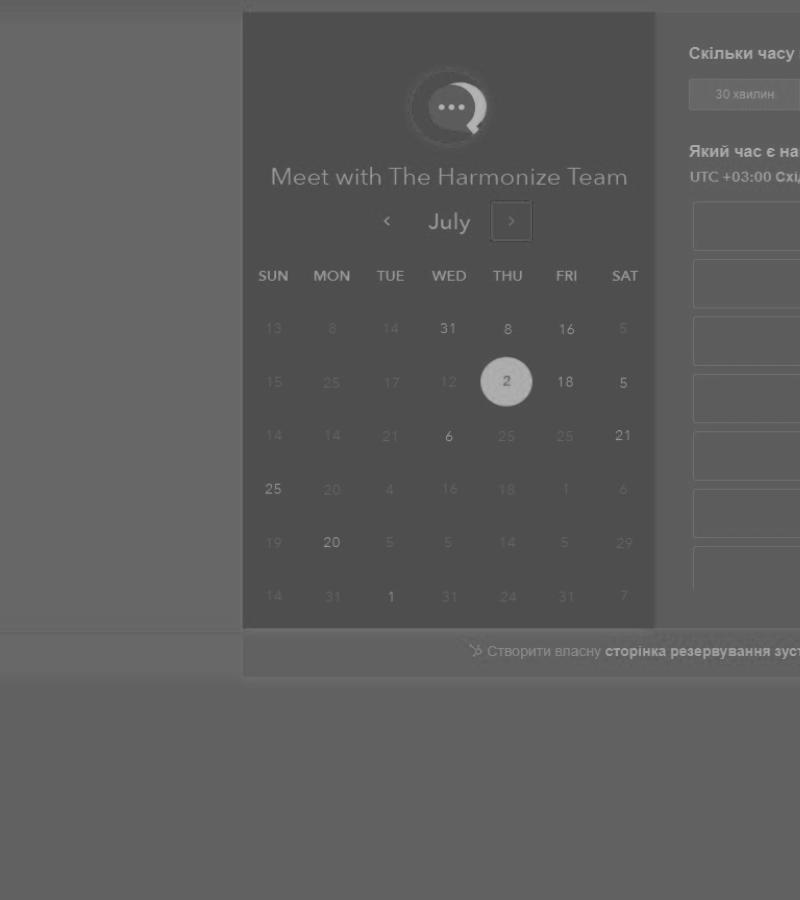 Meet with The Harmonize Team
July
SUN MON TUE WED THU FRI SAT
13 8 14 31 8 16 5
15 25 17 12 2 18 5
14 14 21 6 25 25 21
25 20 4 16 18 1 6
19 20 5 5 14 5 29
14 31 1 31 24 31 7
Скільки часу
30 хвилин
Який час є на
UTC +03:00 Схі
Створити власну сторінка резервування зуст